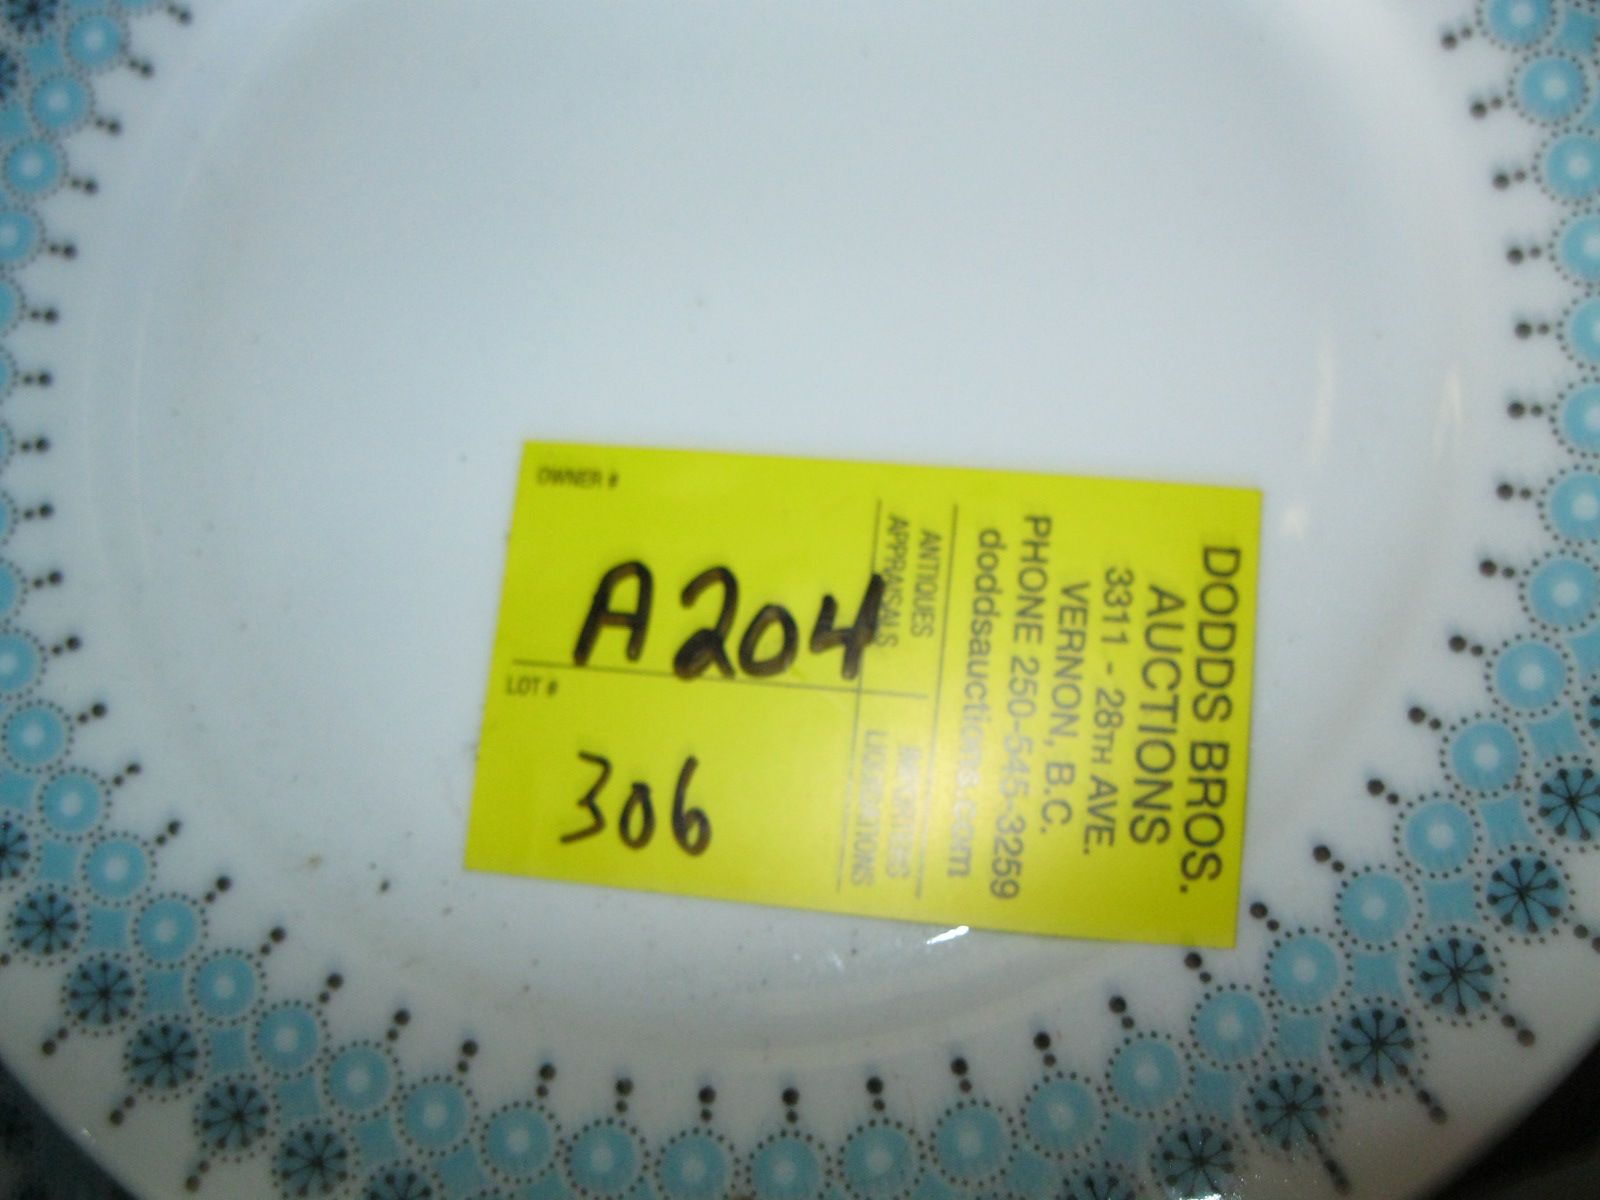 DODDS BROS.
AUCTIONS
3311 - 28TH AVE.
VERNON, B.C.
PHONE 250-545-3259
doddsauctions.com
ANTIQUES
APPRAISALS
IMPORTERS
LIQUIDATIONS
OWNER #
A204
LOT #
306